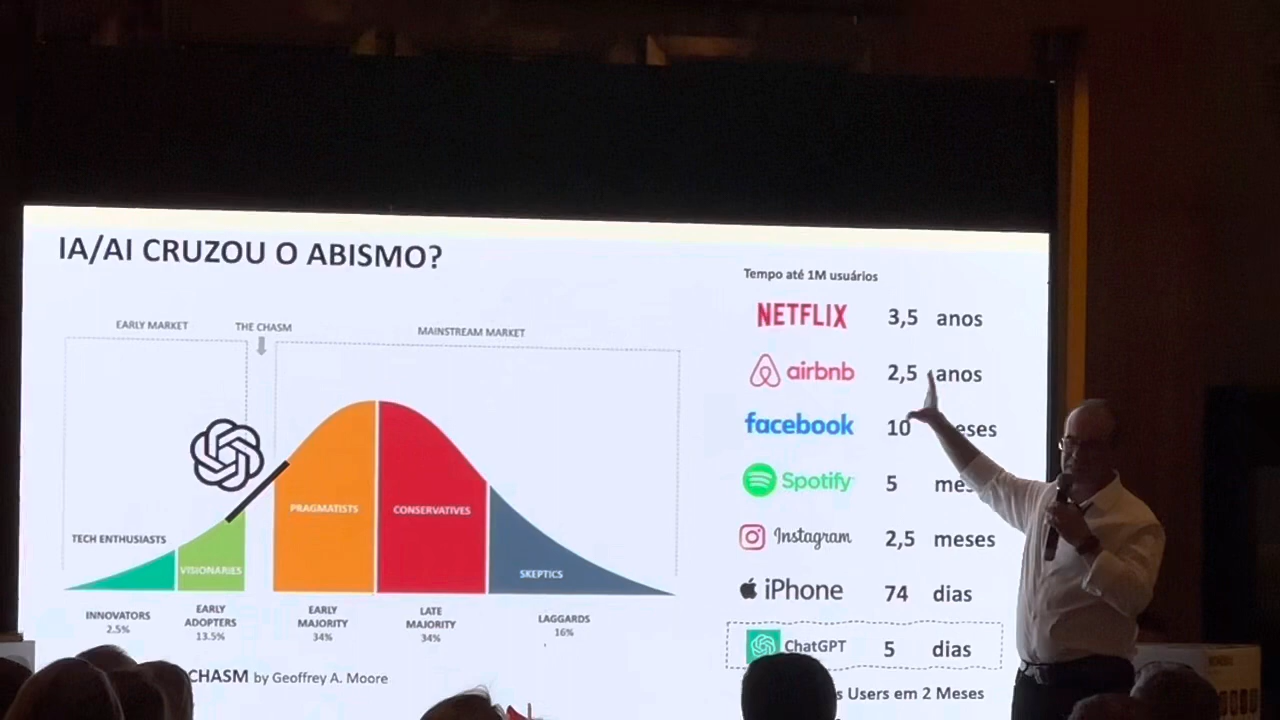 IA/AI CRUZOU O ABISMO?
EARLY MARKET
THE CHASM
MAINSTREAM MARKET
TECH ENTHUSIASTS
VISIONARIES
PRAGMATISTS
CONSERVATIVES
SKEPTICS
INNOVATORS
2.5%
EARLY
ADOPTERS
13.5%
EARLY
MAJORITY
34%
LATE
MAJORITY
34%
LAGGARDS
16%
CHASM by Geoffrey A. Moore
Tempo até 1M usuários
NETFLIX 3,5 anos
airbnb 2,5 anos
facebook 10
Spotify 5
Instagram 2,5 meses
iPhone 74 dias
ChatGPT 5 dias
Users em 2 Meses